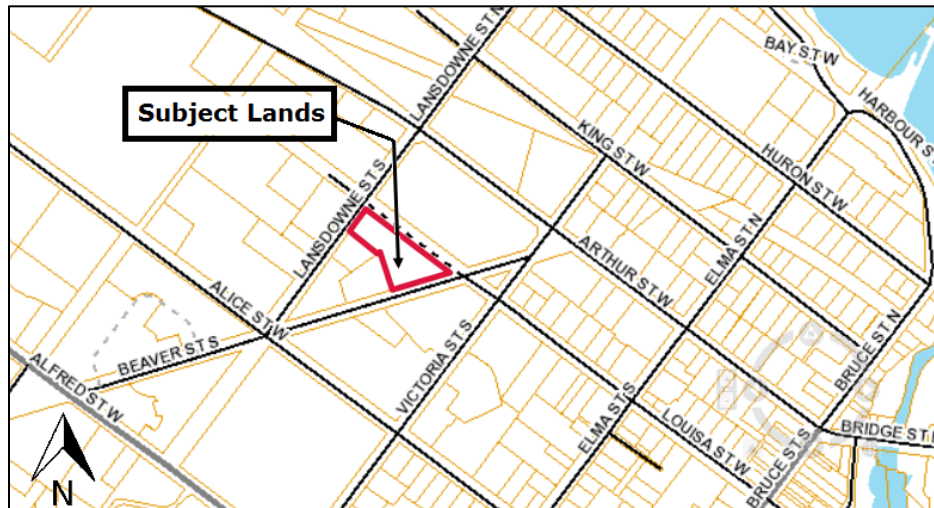 LANSDOWNE ST N
BAY ST W
HARBOUR S
Subject Lands
KING ST W
HURON ST W
LANSDOWNE ST S
ELMA ST N
ARTHUR ST W
ALICE ST W
BRUCE ST N
BEAVER ST S
VICTORIA ST S
ALFRED ST W
ELMA ST S
LOUISA ST W
BRIDGE ST E
BRUCE ST S
N